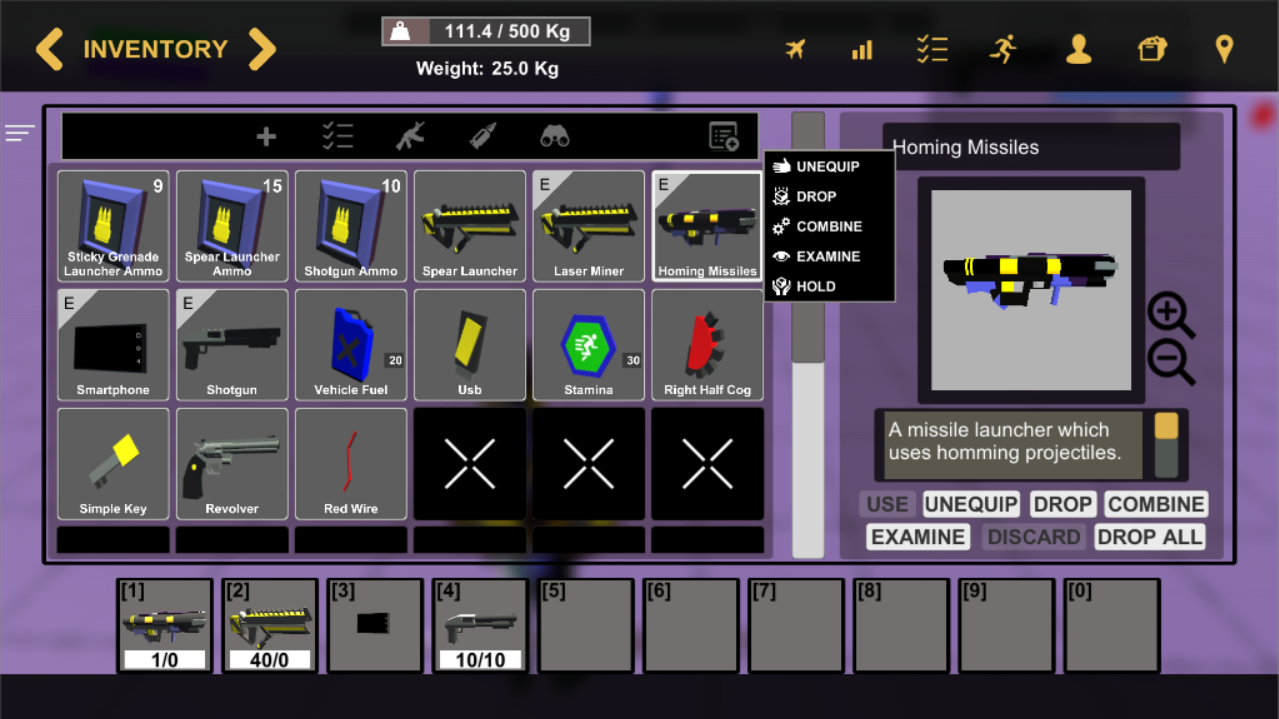 INVENTORY
111.4 / 500 Kg
Weight: 25.0 Kg
Homing Missiles
UNEQUIP
DROP
COMBINE
EXAMINE
HOLD
9
Sticky Grenade
Launcher Ammo
15
Spear Launcher
Ammo
10
Shotgun Ammo
Spear Launcher
E
Laser Miner
E
Homing Missiles
E
Smartphone
E
Shotgun
20
Vehicle Fuel
Usb
30
Stamina
Right Half Cog
Simple Key
Revolver
Red Wire
A missile launcher which
uses homming projectiles.
USE UNEQUIP DROP COMBINE
EXAMINE DISCARD DROP ALL
[1] [2] [3] [4] [5] [6] [7] [8] [9] [0]
1/0 40/0 10/10